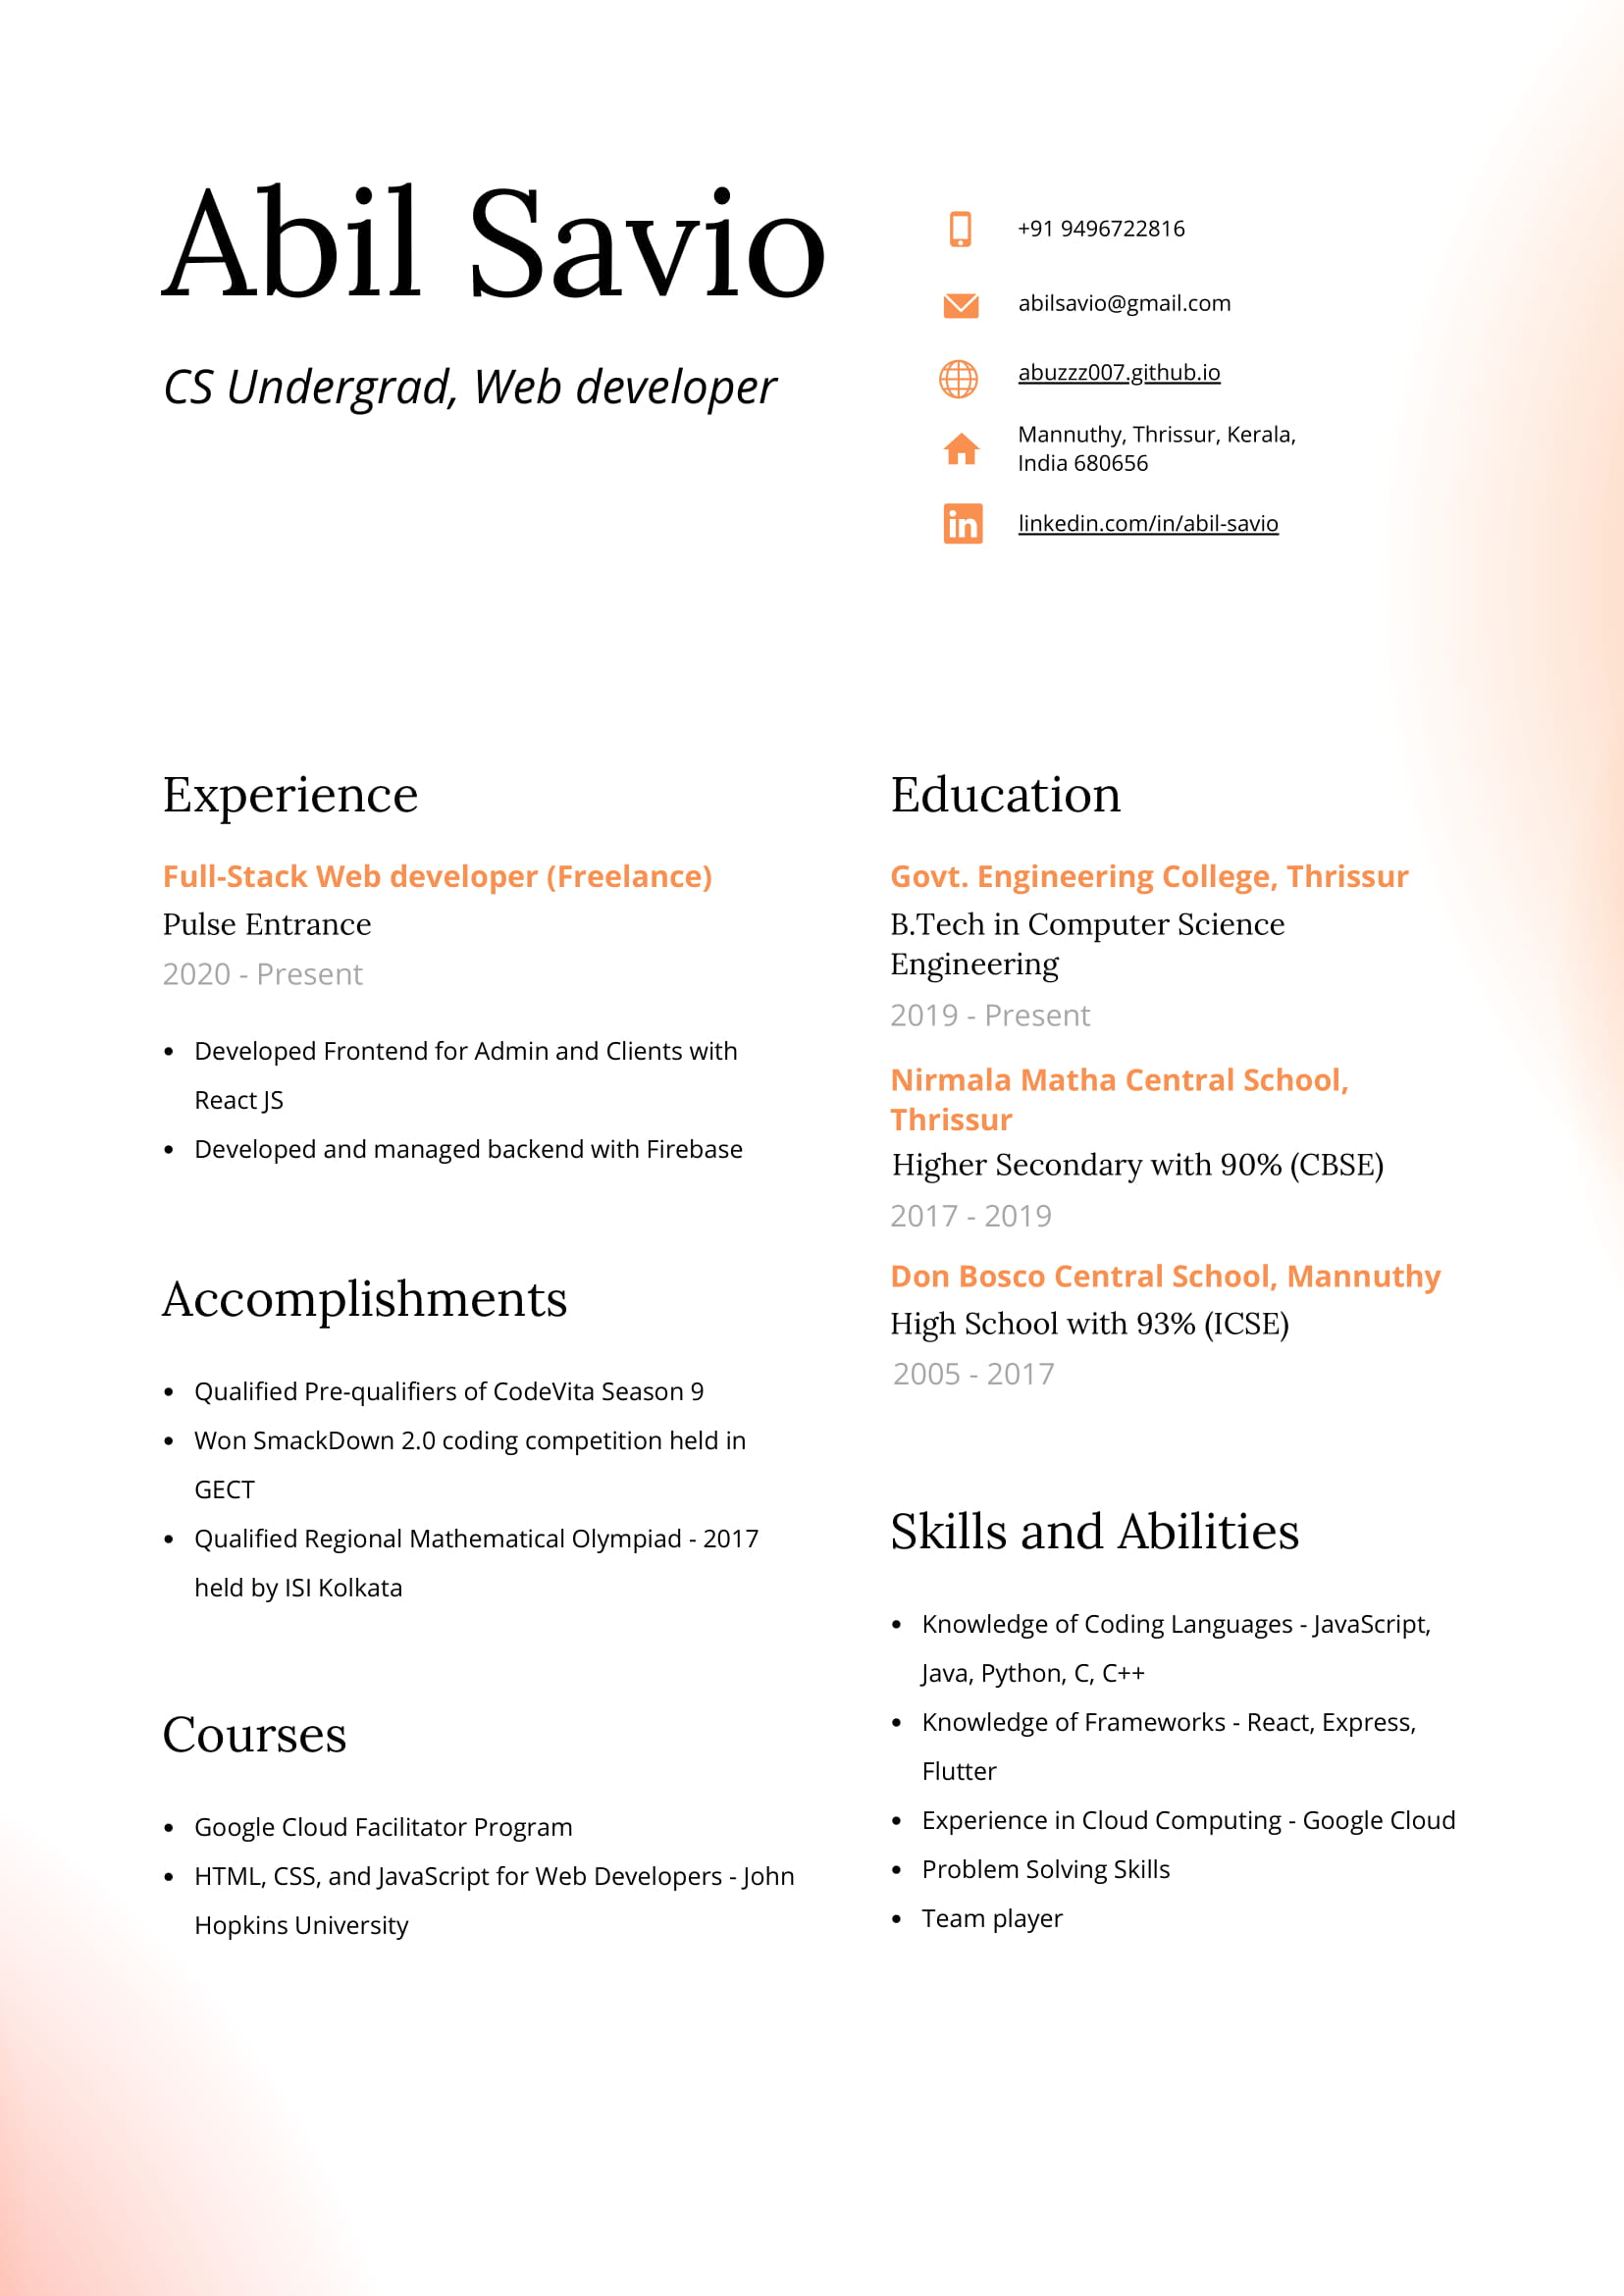 Abil Savio
CS Undergrad, Web developer
+91 9496722816
abilsavio@gmail.com
abuzzz007.github.io
Mannuthy, Thrissur, Kerala,
India 680656
linkedin.com/in/abil-savio
Experience
Full-Stack Web developer (Freelance)
Pulse Entrance
2020 - Present
• Developed Frontend for Admin and Clients with
React JS
• Developed and managed backend with Firebase
Accomplishments
• Qualified Pre-qualifiers of CodeVita Season 9
• Won SmackDown 2.0 coding competition held in
GECT
• Qualified Regional Mathematical Olympiad - 2017
held by ISI Kolkata
Courses
• Google Cloud Facilitator Program
• HTML, CSS, and JavaScript for Web Developers - John
Hopkins University
Education
Govt. Engineering College, Thrissur
B.Tech in Computer Science
Engineering
2019 - Present
Nirmala Matha Central School,
Thrissur
Higher Secondary with 90% (CBSE)
2017 - 2019
Don Bosco Central School, Mannuthy
High School with 93% (ICSE)
2005 - 2017
Skills and Abilities
• Knowledge of Coding Languages - JavaScript,
Java, Python, C, C++
• Knowledge of Frameworks - React, Express,
Flutter
• Experience in Cloud Computing - Google Cloud
• Problem Solving Skills
• Team player